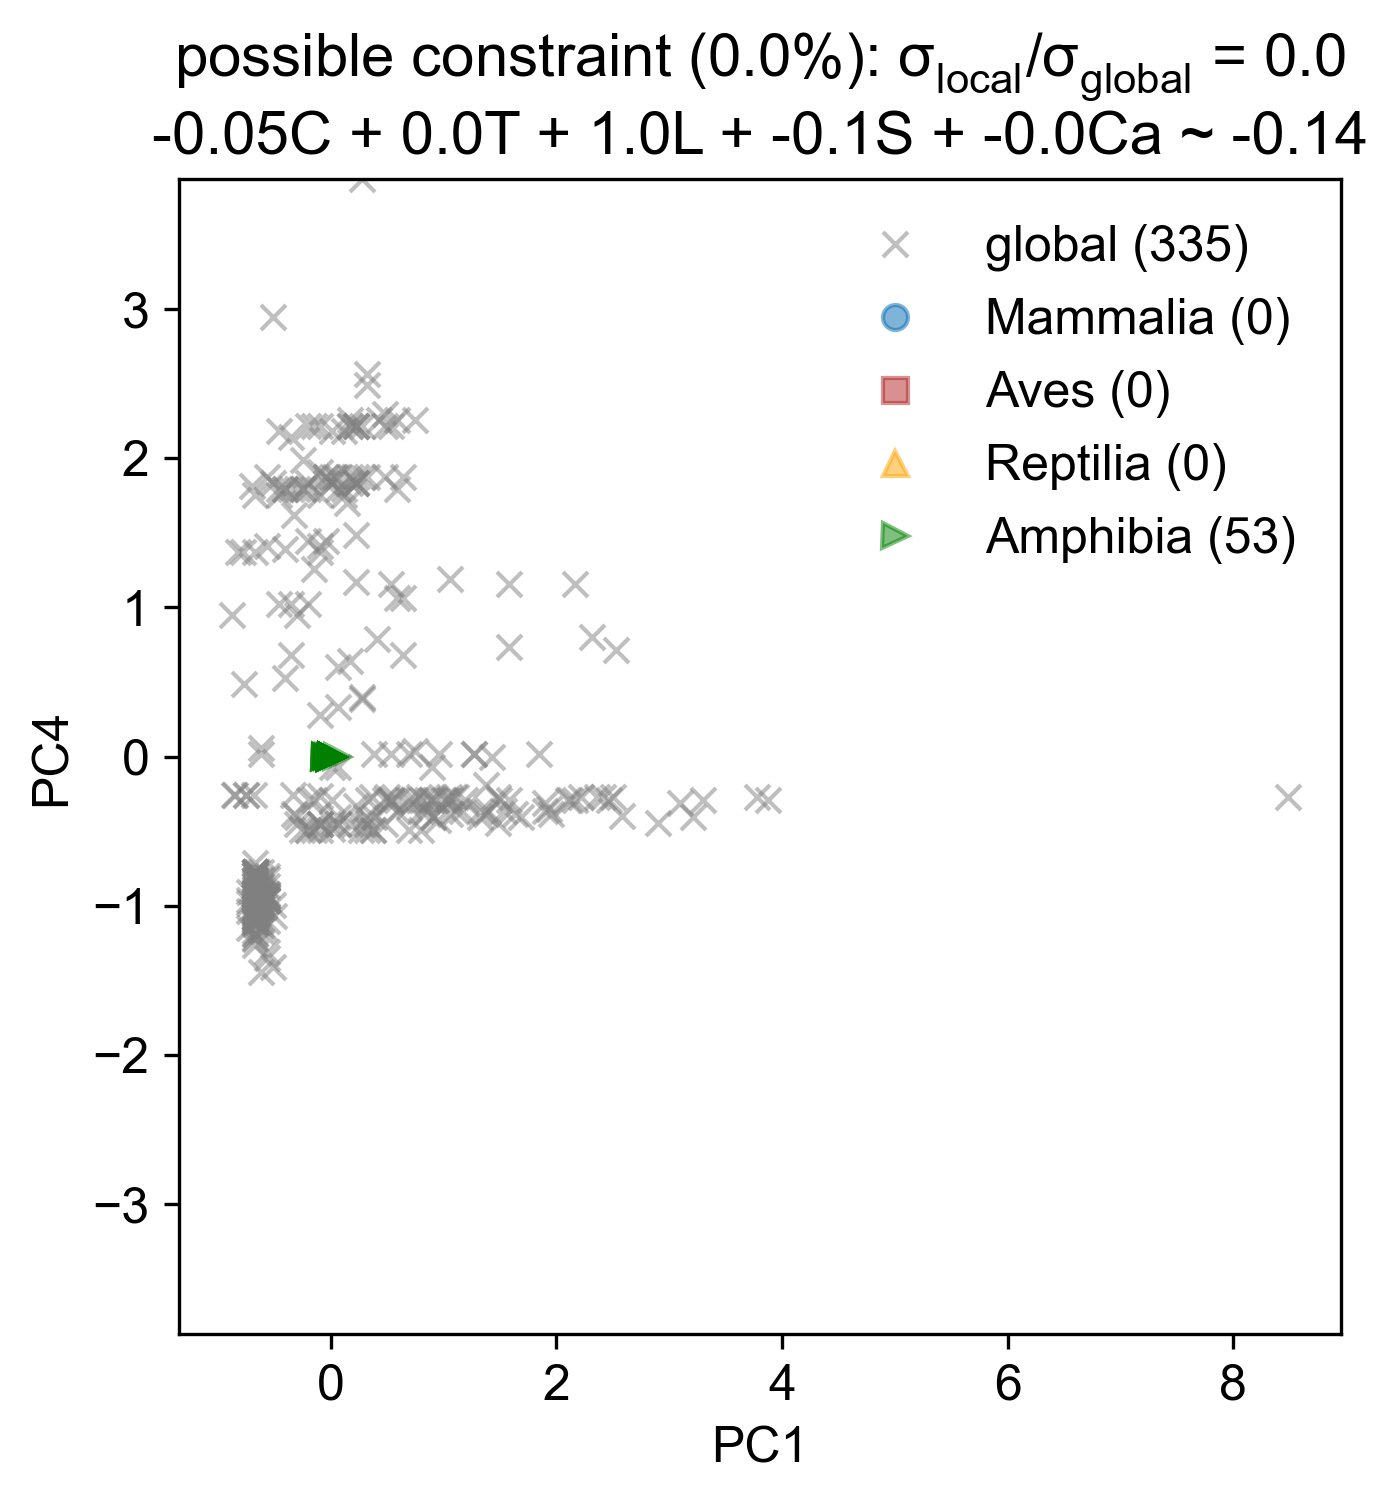 possible constraint (0.0%): σlocal/σglobal = 0.0
-0.05C + 0.0T + 1.0L + -0.1S + -0.0Ca ~ -0.14
global (335)
Mammalia (0)
Aves (0)
Reptilia (0)
Amphibia (53)
PC4
3
2
1
0
−1
−2
−3
0 2 4 6 8
PC1